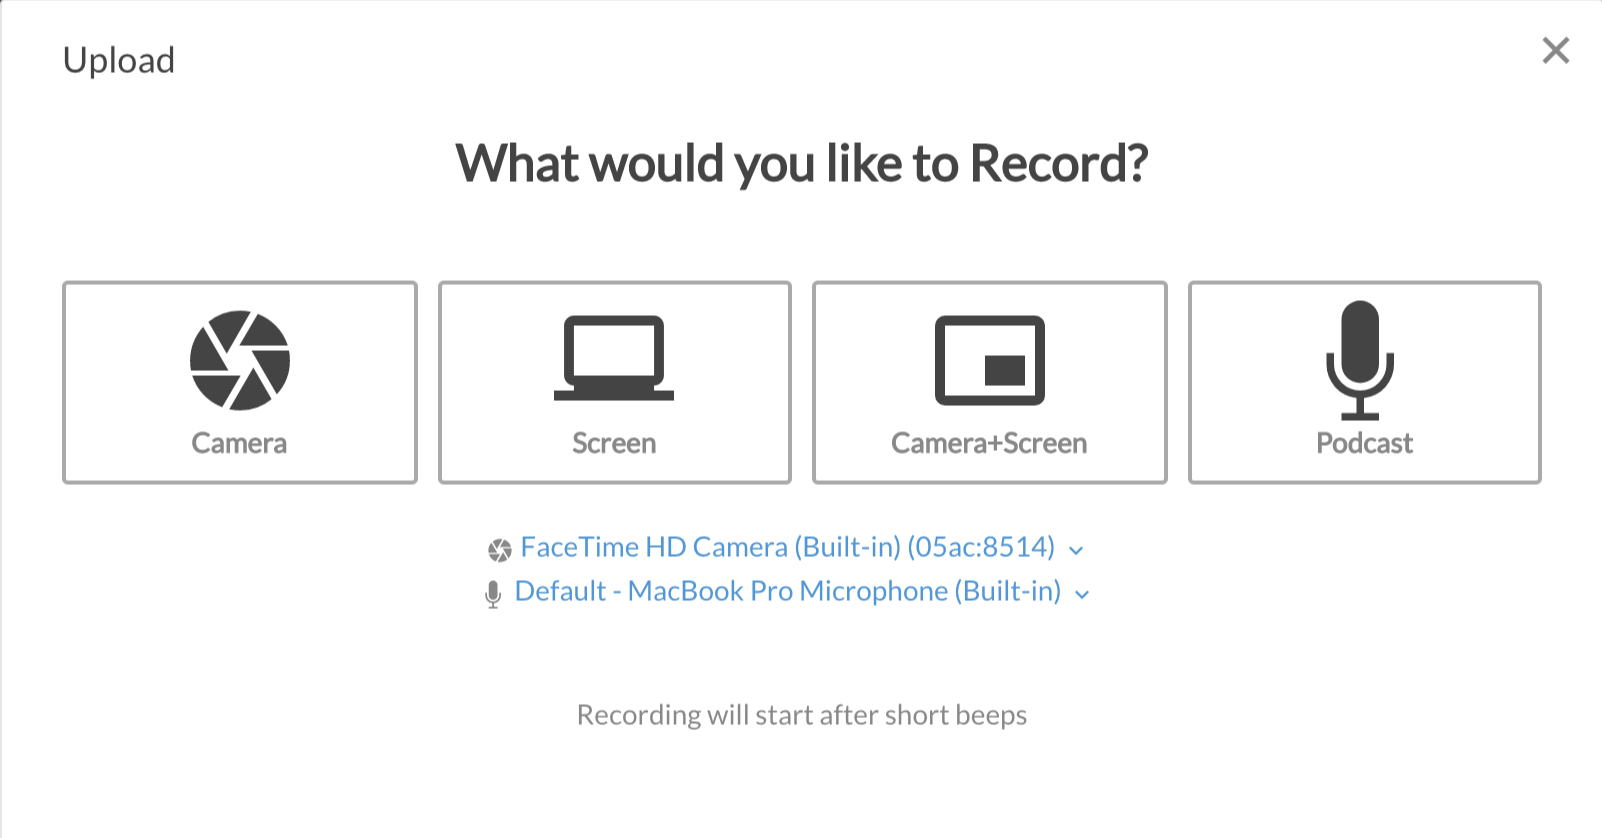 Upload
What would you like to Record?
Camera
Screen
Camera+Screen
Podcast
FaceTime HD Camera (Built-in) (05ac:8514)
Default - MacBook Pro Microphone (Built-in)
Recording will start after short beeps